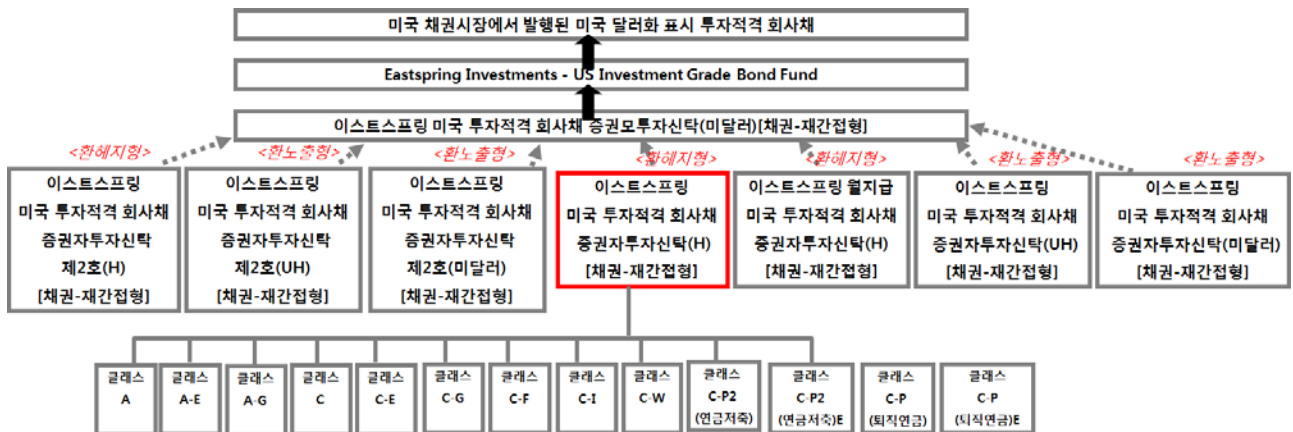 미국 채권시장에서 발행된 미국 달러화 표시 투자적격 회사채
Eastspring Investments - US Investment Grade Bond Fund
이스트스프링 미국 투자적격 회사채 증권모투자신탁(미달러)[채권-재간접형]
<환헤지형>
<환노출형>
<환노출형>
<환헤지형>
<환헤지형>
<환노출형>
<환노출형>
이스트스프링
미국 투자적격 회사채
증권자투자신탁
제2호(H)
[채권-재간접형]
이스트스프링
미국 투자적격 회사채
증권자투자신탁
제2호(UH)
[채권-재간접형]
이스트스프링
미국 투자적격 회사채
증권자투자신탁
제2호(미달러)
[채권-재간접형]
이스트스프링
미국 투자적격 회사채
증권자투자신탁(H)
[채권-재간접형]
이스트스프링 월지급
미국 투자적격 회사채
증권자투자신탁(H)
[채권-재간접형]
이스트스프링
미국 투자적격 회사채
증권자투자신탁(UH)
[채권-재간접형]
이스트스프링
미국 투자적격 회사채
증권자투자신탁(미달러)
[채권-재간접형]
클래스
A
클래스
A-E
클래스
A-G
클래스
C
클래스
C-E
클래스
C-G
클래스
C-F
클래스
C-I
클래스
C-W
클래스
C-P2
(연금저축)
클래스
C-P2
(연금저축)E
클래스
C-P
(퇴직연금)
클래스
C-P
(퇴직연금)E